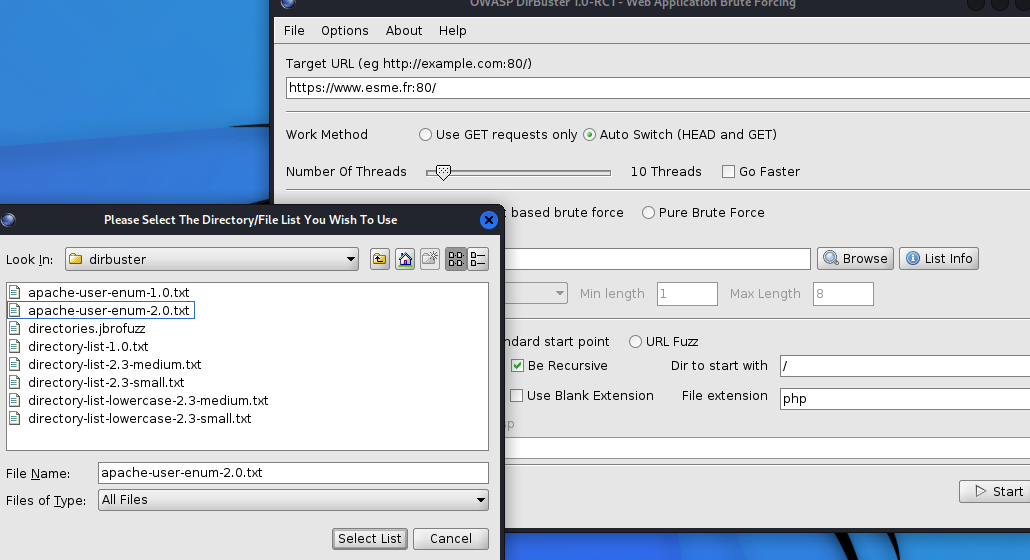 OWASP DirBuster 1.0-RC1 - Web Application Brute Forcing
File Options About Help
Target URL (eg http://example.com:80/)
https://www.esme.fr:80/
Work Method Use GET requests only Auto Switch (HEAD and GET)
Number Of Threads 10 Threads Go Faster
based brute force Pure Brute Force
Browse List Info
Min length 1 Max Length 8
start point URL Fuzz
Be Recursive Dir to start with /
Use Blank Extension File extension php
Start
Please Select The Directory/File List You Wish To Use
Look In: dirbuster
apache-user-enum-1.0.txt
apache-user-enum-2.0.txt
directories.jbrofuzz
directory-list-1.0.txt
directory-list-2.3-medium.txt
directory-list-2.3-small.txt
directory-list-lowercase-2.3-medium.txt
directory-list-lowercase-2.3-small.txt
File Name: apache-user-enum-2.0.txt
Files of Type: All Files
Select List Cancel